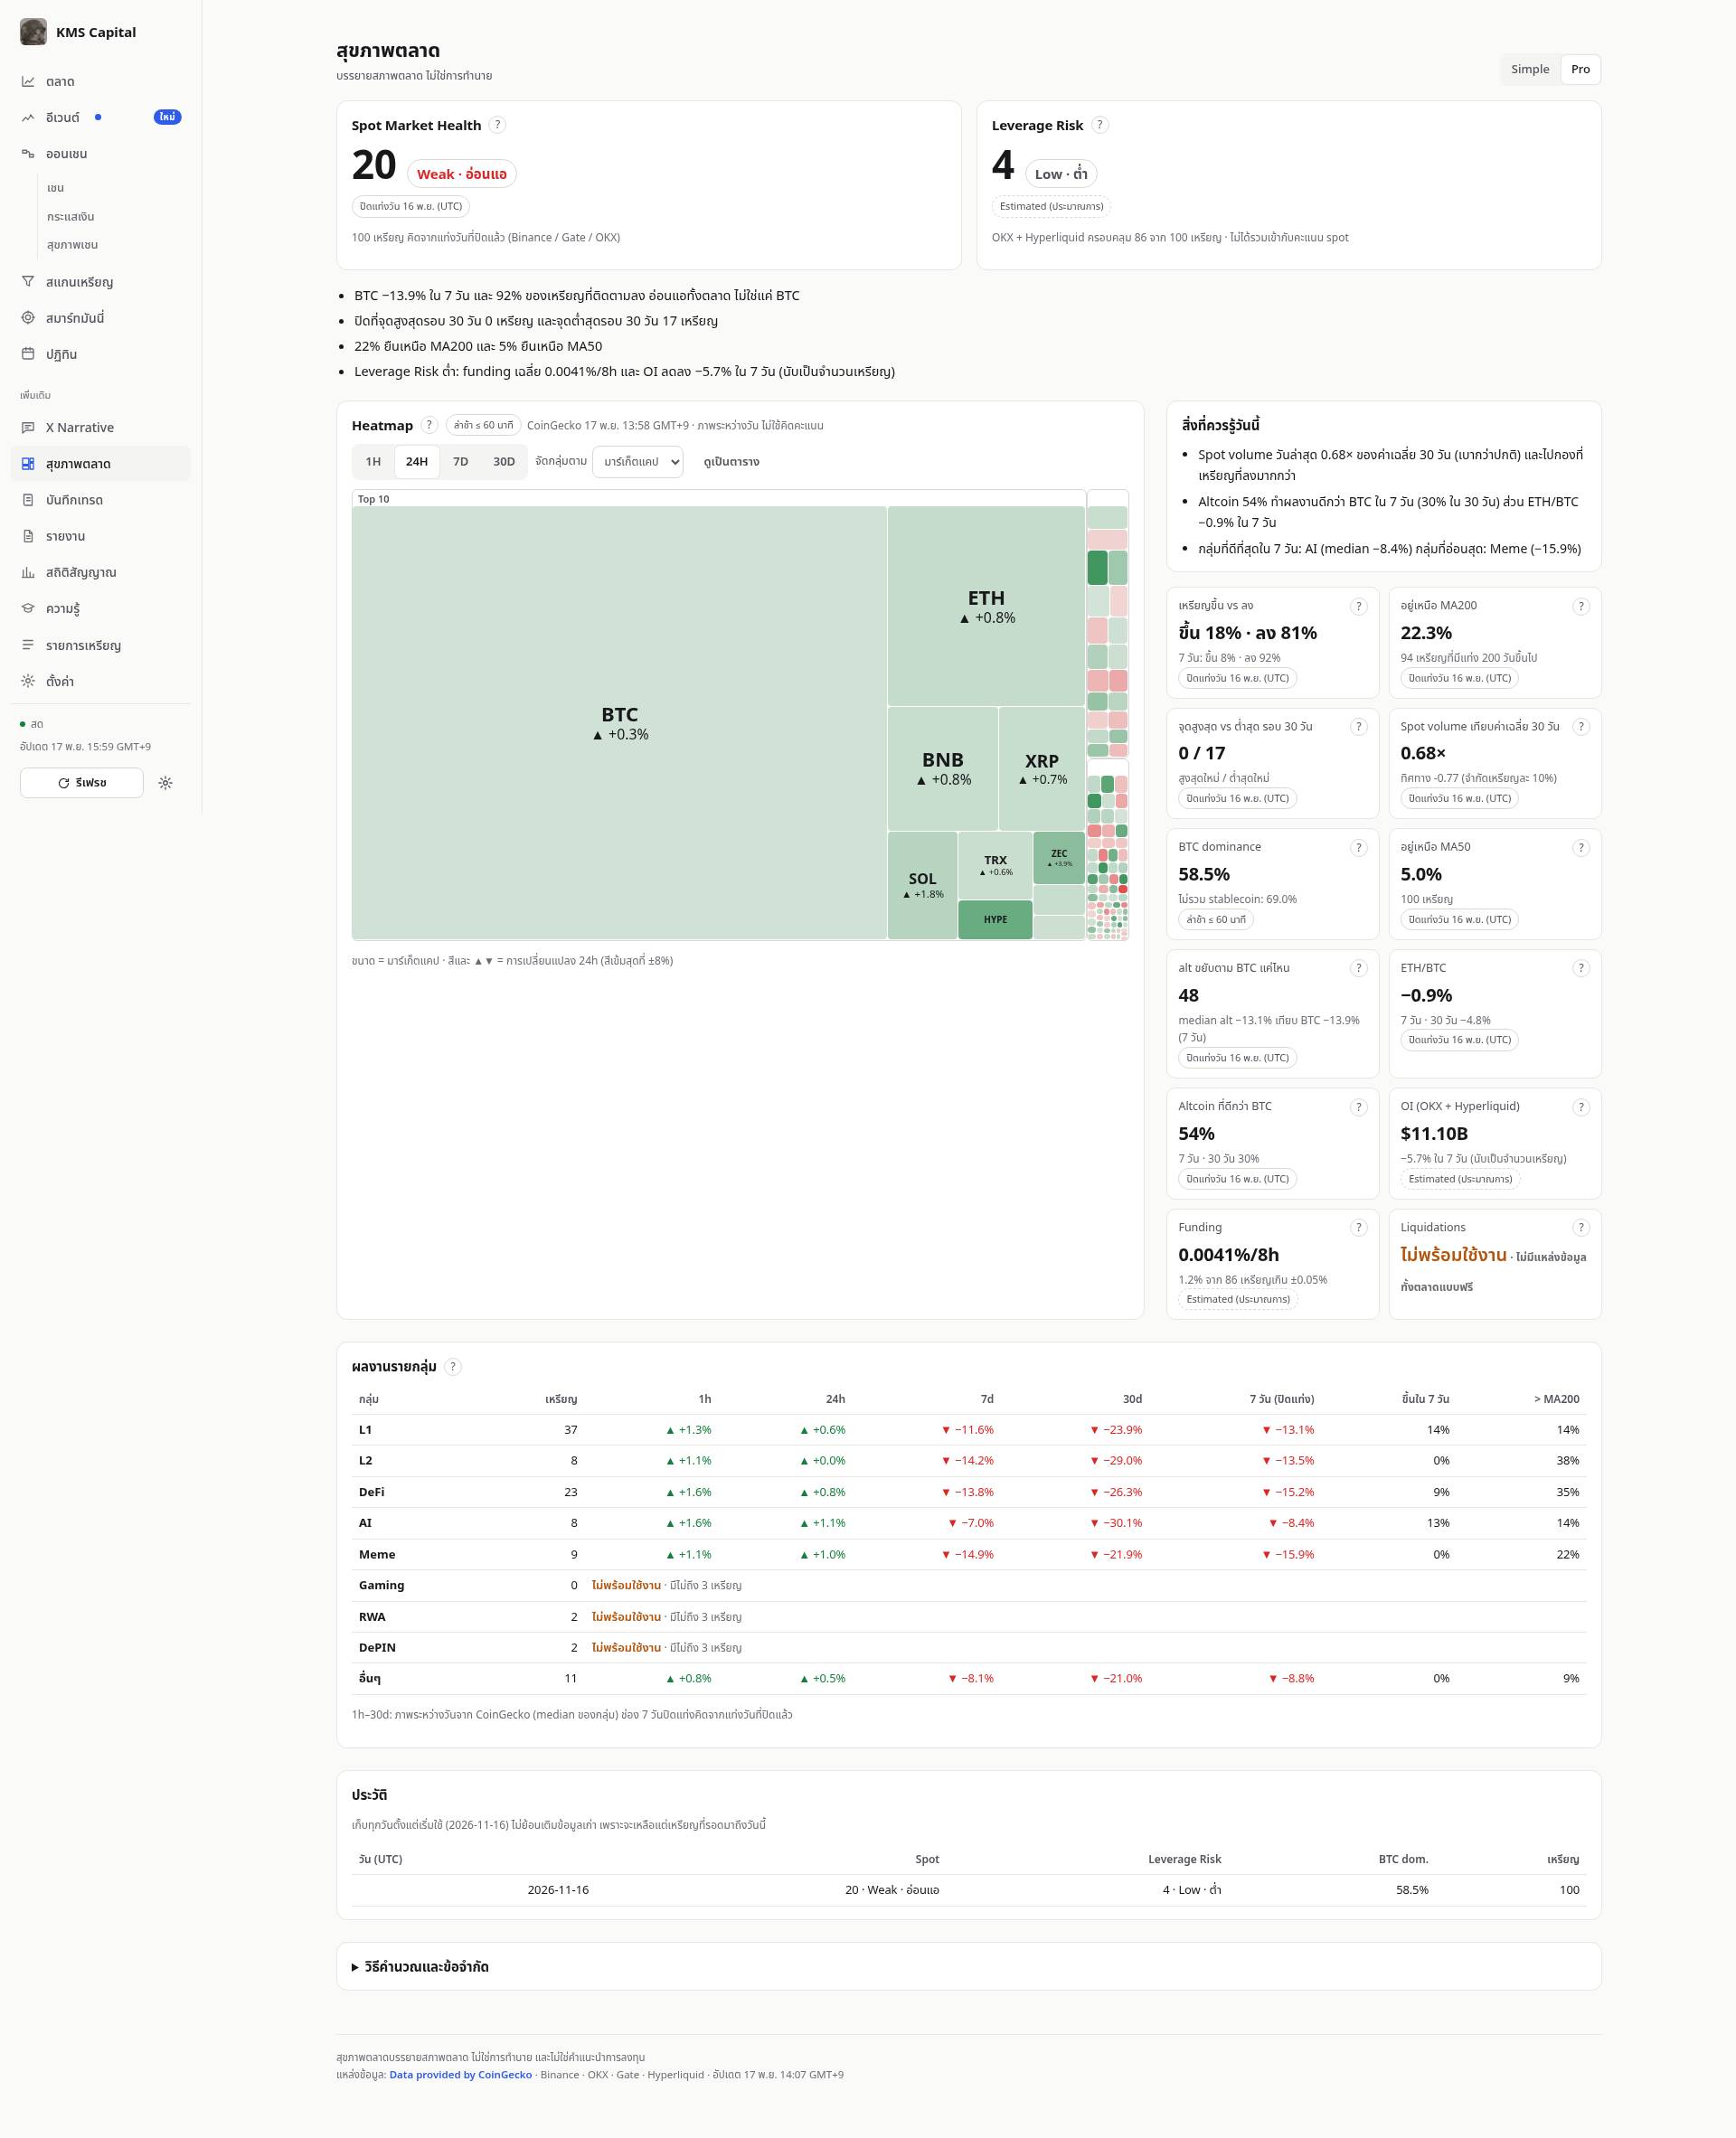 KMS Capital
ตลาด
อีเวนต์
ใหม่
ออนเชน
เชน
กระแสเงิน
สุขภาพเชน
สแกนเหรียญ
สมาร์ทมันนี่
ปฏิทิน
เพิ่มเติม
X Narrative
สุขภาพตลาด
บันทึกเทรด
รายงาน
สถิติสัญญาณ
ความรู้
รายการเหรียญ
ตั้งค่า
สด
อัปเดต 17 พ.ย. 15:59 GMT+9
รีเฟรช
สุขภาพตลาด
บรรยายสภาพตลาด ไม่ใช่การทำนาย
Simple
Pro
Spot Market Health ?
20 Weak · อ่อนแอ
ปิดแท่งวัน 16 พ.ย. (UTC)
100 เหรียญ คิดจากแท่งวันที่ปิดแล้ว (Binance / Gate / OKX)
Leverage Risk ?
4 Low · ต่ำ
Estimated (ประมาณการ)
OKX + Hyperliquid ครอบคลุม 86 จาก 100 เหรียญ · ไม่ได้รวมเข้ากับคะแนน spot
• BTC −13.9% ใน 7 วัน และ 92% ของเหรียญที่ติดตามลง อ่อนแอทั้งตลาด ไม่ใช่แค่ BTC
• ปิดที่จุดสูงสุดรอบ 30 วัน 0 เหรียญ และจุดต่ำสุดรอบ 30 วัน 17 เหรียญ
• 22% ยืนเหนือ MA200 และ 5% ยืนเหนือ MA50
• Leverage Risk ต่ำ: funding เฉลี่ย 0.0041%/8h และ OI ลดลง −5.7% ใน 7 วัน (นับเป็นจำนวนเหรียญ)
Heatmap ? ล่าช้า ≤ 60 นาที CoinGecko 17 พ.ย. 13:58 GMT+9 · ภาพระหว่างวัน ไม่ใช้คิดคะแนน
1H 24H 7D 30D จัดกลุ่มตาม มาร์เก็ตแคป ดูเป็นตาราง
Top 10
BTC
▲ +0.3%
ETH
▲ +0.8%
BNB
▲ +0.8%
XRP
▲ +0.7%
SOL
▲ +1.8%
TRX
▲ +0.6%
ZEC
▲ +3.9%
HYPE
ขนาด = มาร์เก็ตแคป · สีและ ▲▼ = การเปลี่ยนแปลง 24h (สีเข้มสุดที่ ±8%)
สิ่งที่ควรรู้วันนี้
• Spot volume วันล่าสุด 0.68× ของค่าเฉลี่ย 30 วัน (เบากว่าปกติ) และไปกองที่
เหรียญที่ลงมากกว่า
• Altcoin 54% ทำผลงานดีกว่า BTC ใน 7 วัน (30% ใน 30 วัน) ส่วน ETH/BTC
−0.9% ใน 7 วัน
• กลุ่มที่ดีที่สุดใน 7 วัน: AI (median −8.4%) กลุ่มที่อ่อนสุด: Meme (−15.9%)
เหรียญขึ้น vs ลง ?
ขึ้น 18% · ลง 81%
7 วัน: ขึ้น 8% · ลง 92%
ปิดแท่งวัน 16 พ.ย. (UTC)
อยู่เหนือ MA200 ?
22.3%
94 เหรียญที่มีแท่ง 200 วันขึ้นไป
ปิดแท่งวัน 16 พ.ย. (UTC)
จุดสูงสุด vs ต่ำสุด รอบ 30 วัน ?
0 / 17
สูงสุดใหม่ / ต่ำสุดใหม่
ปิดแท่งวัน 16 พ.ย. (UTC)
Spot volume เทียบค่าเฉลี่ย 30 วัน ?
0.68×
ทิศทาง -0.77 (จำกัดเหรียญละ 10%)
ปิดแท่งวัน 16 พ.ย. (UTC)
BTC dominance ?
58.5%
ไม่รวม stablecoin: 69.0%
ล่าช้า ≤ 60 นาที
อยู่เหนือ MA50 ?
5.0%
100 เหรียญ
ปิดแท่งวัน 16 พ.ย. (UTC)
alt ขยับตาม BTC แค่ไหน ?
48
median alt −13.1% เทียบ BTC −13.9%
(7 วัน)
ปิดแท่งวัน 16 พ.ย. (UTC)
ETH/BTC ?
−0.9%
7 วัน · 30 วัน −4.8%
ปิดแท่งวัน 16 พ.ย. (UTC)
Altcoin ที่ดีกว่า BTC ?
54%
7 วัน · 30 วัน 30%
ปิดแท่งวัน 16 พ.ย. (UTC)
OI (OKX + Hyperliquid) ?
$11.10B
−5.7% ใน 7 วัน (นับเป็นจำนวนเหรียญ)
Estimated (ประมาณการ)
Funding ?
0.0041%/8h
1.2% จาก 86 เหรียญเกิน ±0.05%
Estimated (ประมาณการ)
Liquidations ?
ไม่พร้อมใช้งาน · ไม่มีแหล่งข้อมูล
ทั้งตลาดแบบฟรี
ผลงานรายกลุ่ม ?
กลุ่ม เหรียญ 1h 24h 7d 30d 7 วัน (ปิดแท่ง) ขึ้นใน 7 วัน > MA200
L1 37 ▲ +1.3% ▲ +0.6% ▼ −11.6% ▼ −23.9% ▼ −13.1% 14% 14%
L2 8 ▲ +1.1% ▲ +0.0% ▼ −14.2% ▼ −29.0% ▼ −13.5% 0% 38%
DeFi 23 ▲ +1.6% ▲ +0.8% ▼ −13.8% ▼ −26.3% ▼ −15.2% 9% 35%
AI 8 ▲ +1.6% ▲ +1.1% ▼ −7.0% ▼ −30.1% ▼ −8.4% 13% 14%
Meme 9 ▲ +1.1% ▲ +1.0% ▼ −14.9% ▼ −21.9% ▼ −15.9% 0% 22%
Gaming 0 ไม่พร้อมใช้งาน · มีไม่ถึง 3 เหรียญ
RWA 2 ไม่พร้อมใช้งาน · มีไม่ถึง 3 เหรียญ
DePIN 2 ไม่พร้อมใช้งาน · มีไม่ถึง 3 เหรียญ
อื่นๆ 11 ▲ +0.8% ▲ +0.5% ▼ −8.1% ▼ −21.0% ▼ −8.8% 0% 9%
1h–30d: ภาพระหว่างวันจาก CoinGecko (median ของกลุ่ม) ช่อง 7 วันปิดแท่งคิดจากแท่งวันที่ปิดแล้ว
ประวัติ
เก็บทุกวันตั้งแต่เริ่มใช้ (2026-11-16) ไม่ย้อนเติมข้อมูลเก่า เพราะจะเหลือแต่เหรียญที่รอดมาถึงวันนี้
วัน (UTC) Spot Leverage Risk BTC dom. เหรียญ
2026-11-16 20 · Weak · อ่อนแอ 4 · Low · ต่ำ 58.5% 100
▶ วิธีคำนวณและข้อจำกัด
สุขภาพตลาดบรรยายสภาพตลาด ไม่ใช่การทำนาย และไม่ใช่คำแนะนำการลงทุน
แหล่งข้อมูล: Data provided by CoinGecko · Binance · OKX · Gate · Hyperliquid · อัปเดต 17 พ.ย. 14:07 GMT+9